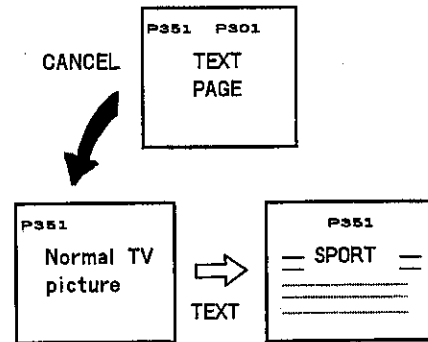 P351 P301
CANCEL
TEXT
PAGE
P351
Normal TV
picture
TEXT
P351
SPORT